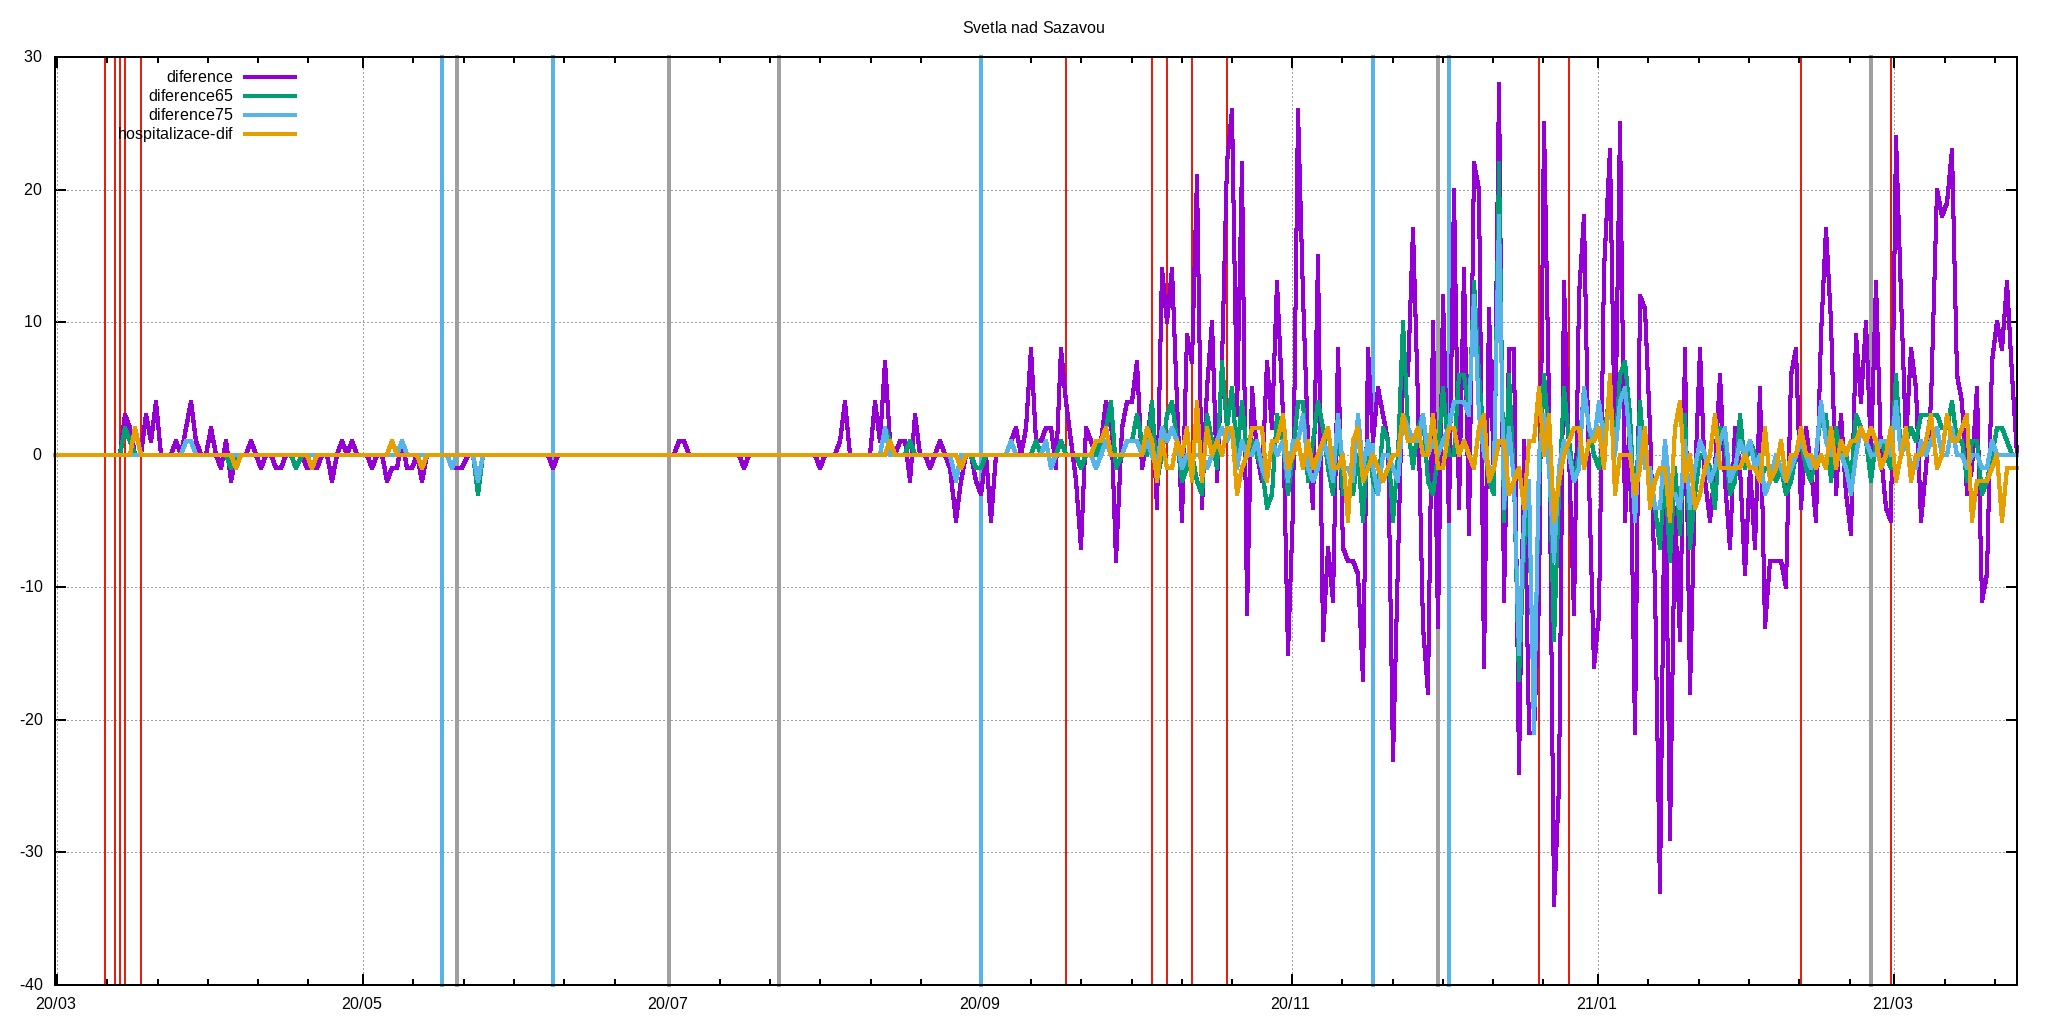 Svetla nad Sazavou
30
diference
diference65
diference75
hospitalizace-dif
20
10
0
-10
-20
-30
-40
20/03 20/05 20/07 20/09 20/11 21/01 21/03